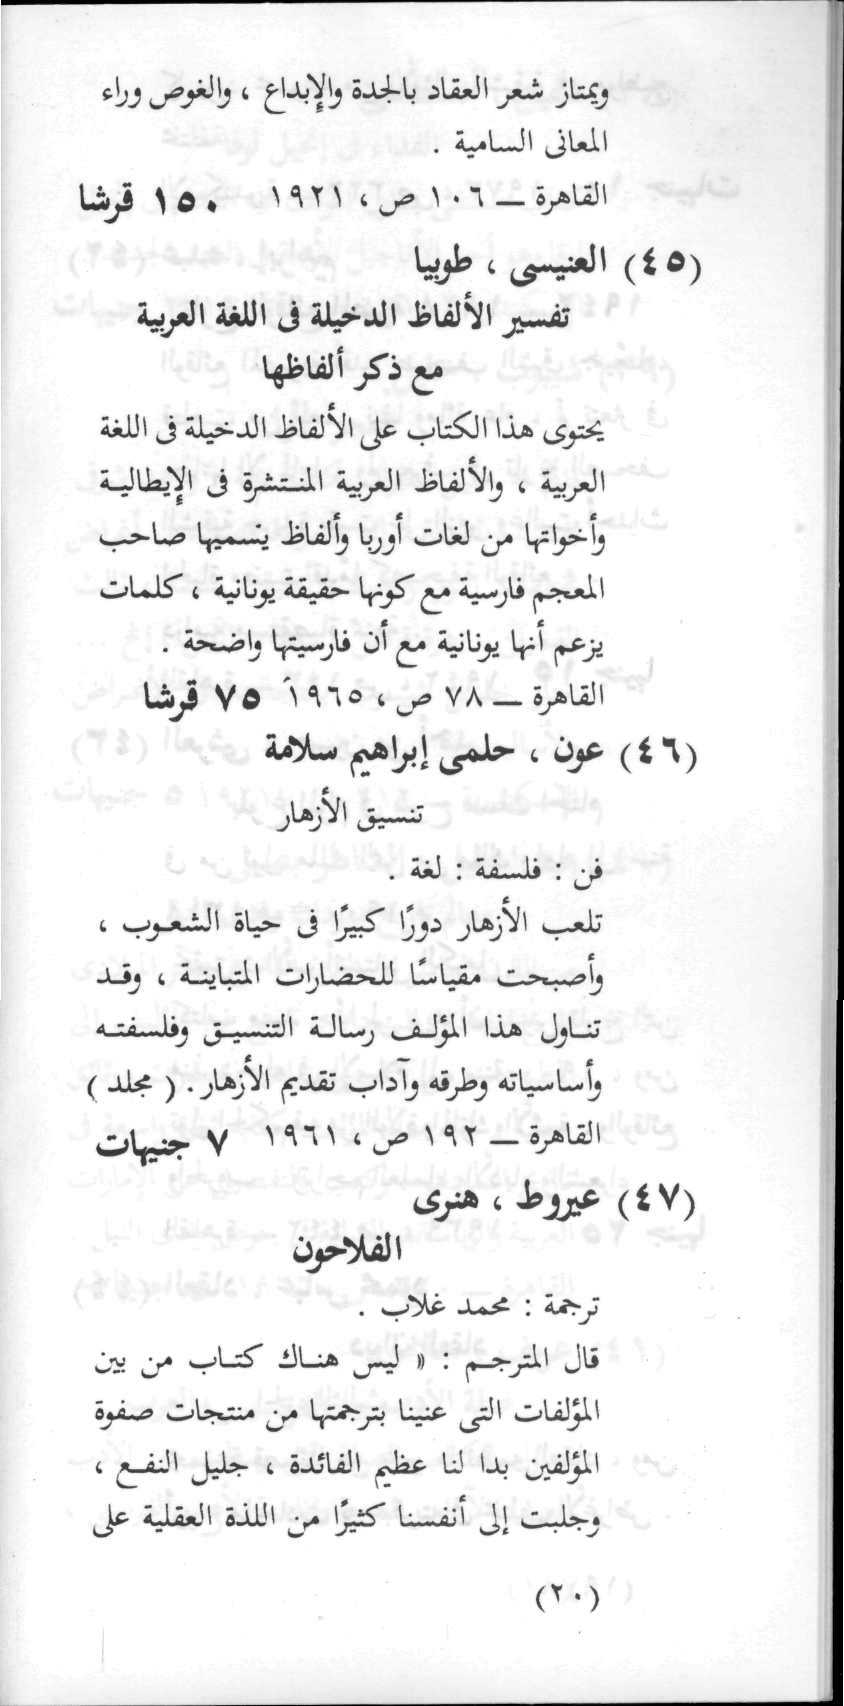 ويمتاز شعر العقاد بالجدة والإبداع ، والغوص وراء
المعانى السامية .
القاهرة ــ ١٠٦ ص ، ١٩٢١ ١٥٠ قرشا
(٤٥) العنيسى ، طوبيا
تفسير الألفاظ الدخيلة فى اللغة العربية
مع ذكر ألفاظها
يحتوى هذا الكتاب على الألفاظ الدخيلة فى اللغة
العربية ، والألفاظ العربية المنتشرة فى الإيطالية
وأخواتها من لغات أوربا وألفاظ يسميها صاحب
المعجم فارسية مع كونها حقيقة يونانية ، كلمات
يزعم أنها يونانية مع أن فارسيتها واضحة .
القاهرة ــ ٧٨ ص ، ١٩٦٥ ٧٥ قرشا
(٤٦) عون ، حلمى إبراهيم سلامة
تنسيق الأزهار
فن : فلسفة : لغة .
تلعب الأزهار دورًا كبيرًا فى حياة الشعوب ،
وأصبحت مقياسًا للحضارات المتباينة ، وقد
تناول هذا المؤلف رسالة التنسيق وفلسفته
وأساسياته وطرقه وآداب تقديم الأزهار . ( مجلد )
القاهرة ــ ١٩٢ ص ، ١٩٦١ ٧ جنيهات
(٤٧) عيروط ، هنرى
الفلاحون
ترجمة : محمد غلاب .
قال المترجم : « ليس هناك كتاب من بين
المؤلفات التى عنينا بترجمتها من منتجات صفوة
المؤلفين بدا لنا عظيم الفائدة ، جليل النفع ،
وجلبت إلى أنفسنا كثيرًا من اللذة العقلية على
(٢٠)